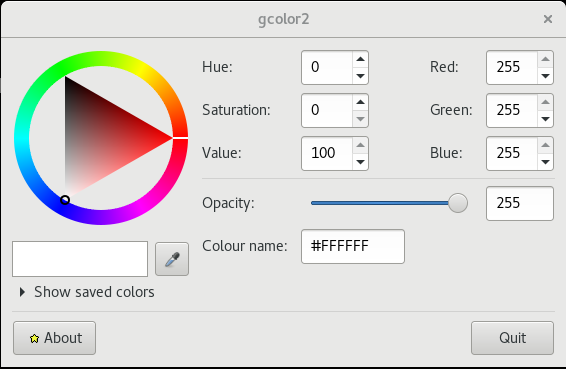 gcolor2
Hue: 0 Red: 255
Saturation: 0 Green: 255
Value: 100 Blue: 255
Opacity: 255
Colour name: #FFFFFF
Show saved colors
About Quit